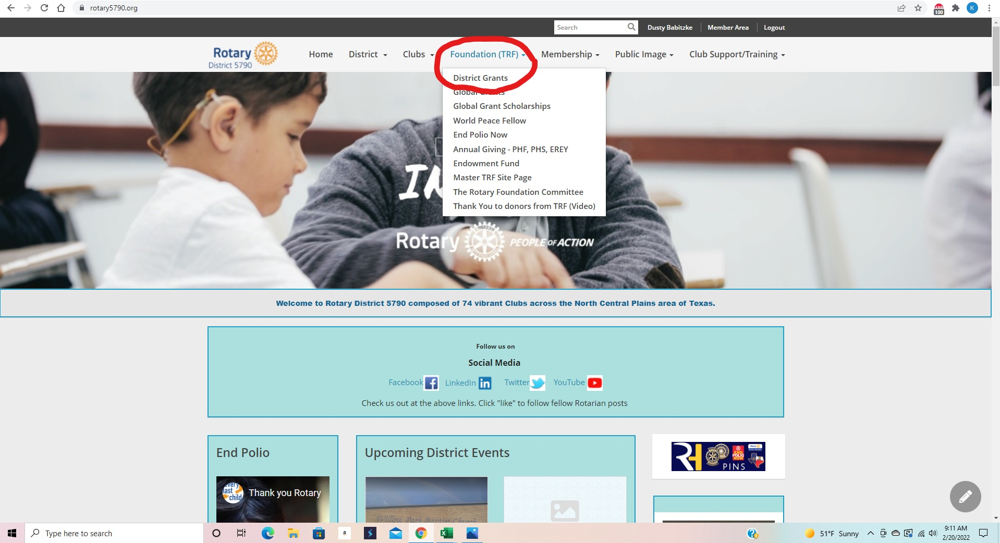 rotary5790.org
100
K
Search
Dusty Babitzke
Member Area
Logout
Rotary
District 5790
Home
District
Clubs
Foundation (TRF)
Membership
Public Image
Club Support/Training
District Grants
Global Grants
Global Grant Scholarships
World Peace Fellow
End Polio Now
Annual Giving - PHF, PHS, EREY
Endowment Fund
Master TRF Site Page
The Rotary Foundation Committee
Thank You to donors from TRF (Video)
Rotary
PEOPLE OF ACTION
Welcome to Rotary District 5790 composed of 74 vibrant Clubs across the North Central Plains area of Texas.
Follow us on
Social Media
Facebook
LinkedIn
Twitter
YouTube
Check us out at the above links. Click "like" to follow fellow Rotarian posts
End Polio
every
last
child
Thank you Rotary
Upcoming District Events
Willow Park Baptist Church
RH
END
POLIO
NOW
PINS
Type here to search
51°F Sunny
9:11 AM
2/20/2022